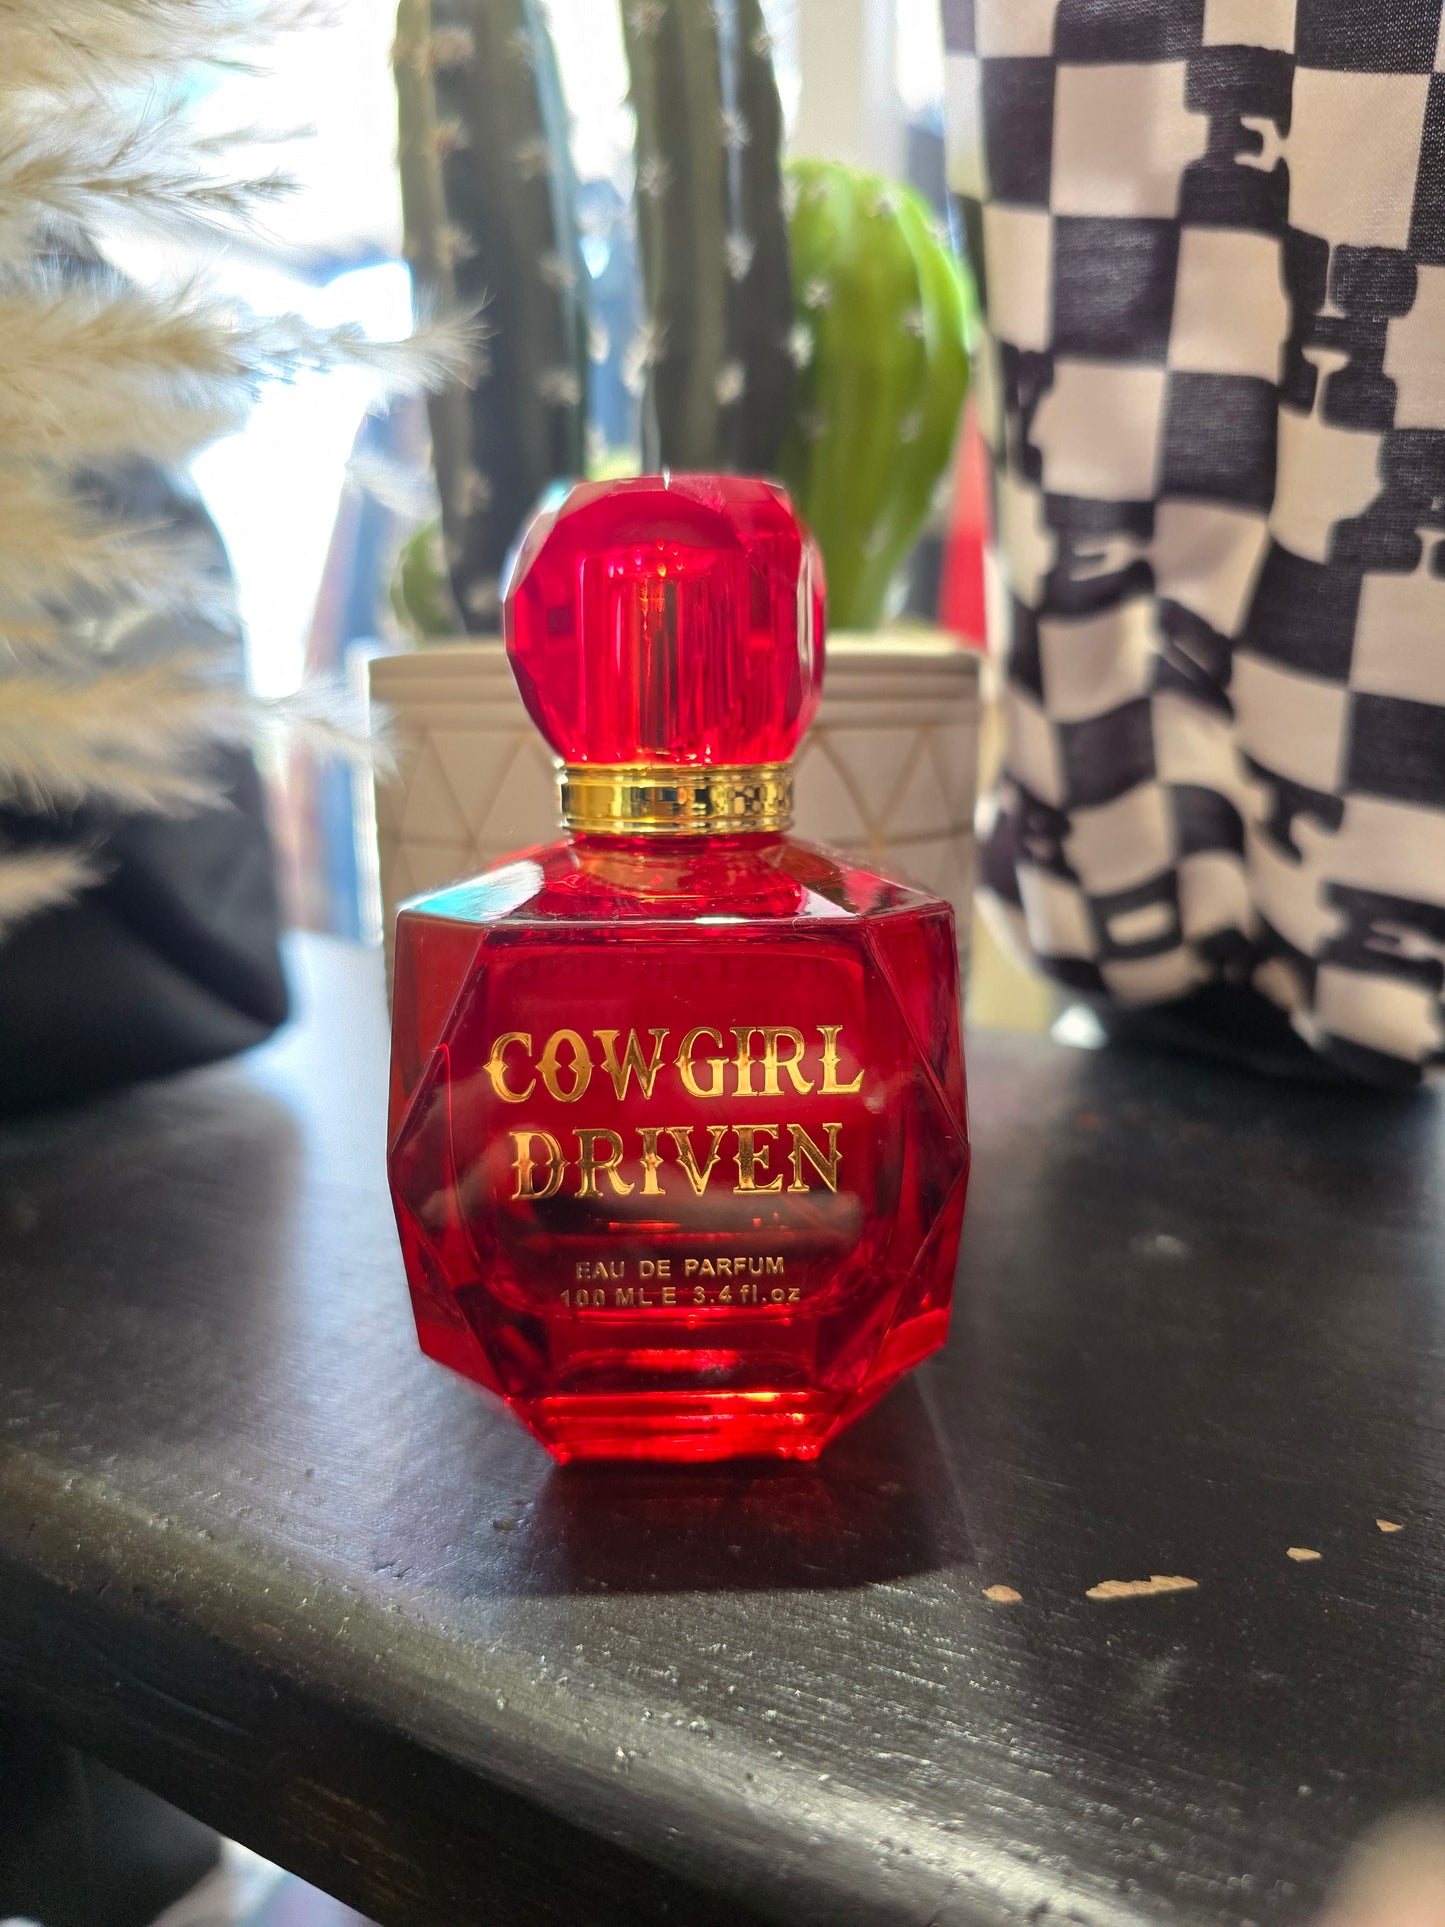 COWGIRL
DRIVEN
EAU DE PARFUM
100 ML E 3.4 fl.oz